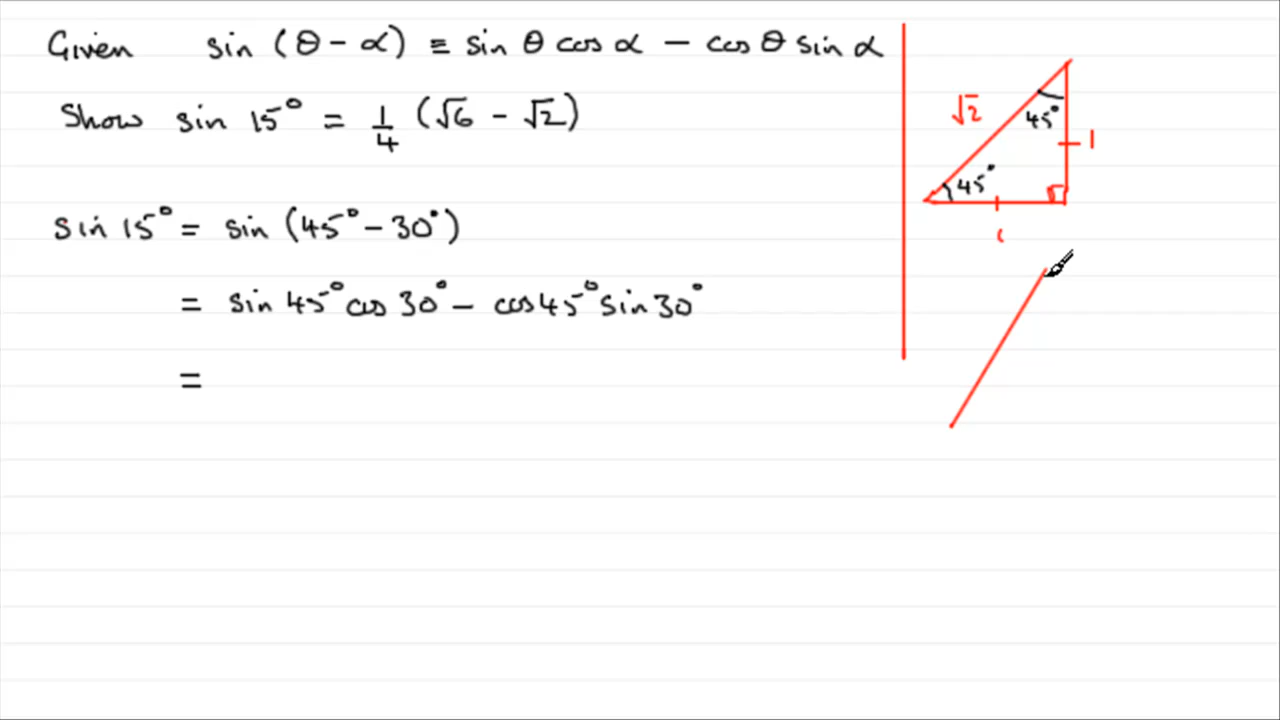 Given sin (θ - α) ≡ sin θ cos α - cos θ sin α
Show sin 15° = 1/4 (√6 - √2)
sin 15° = sin (45° - 30°)
= sin 45° cos 30° - cos 45° sin 30°
=
√2
45°
1
45°
1